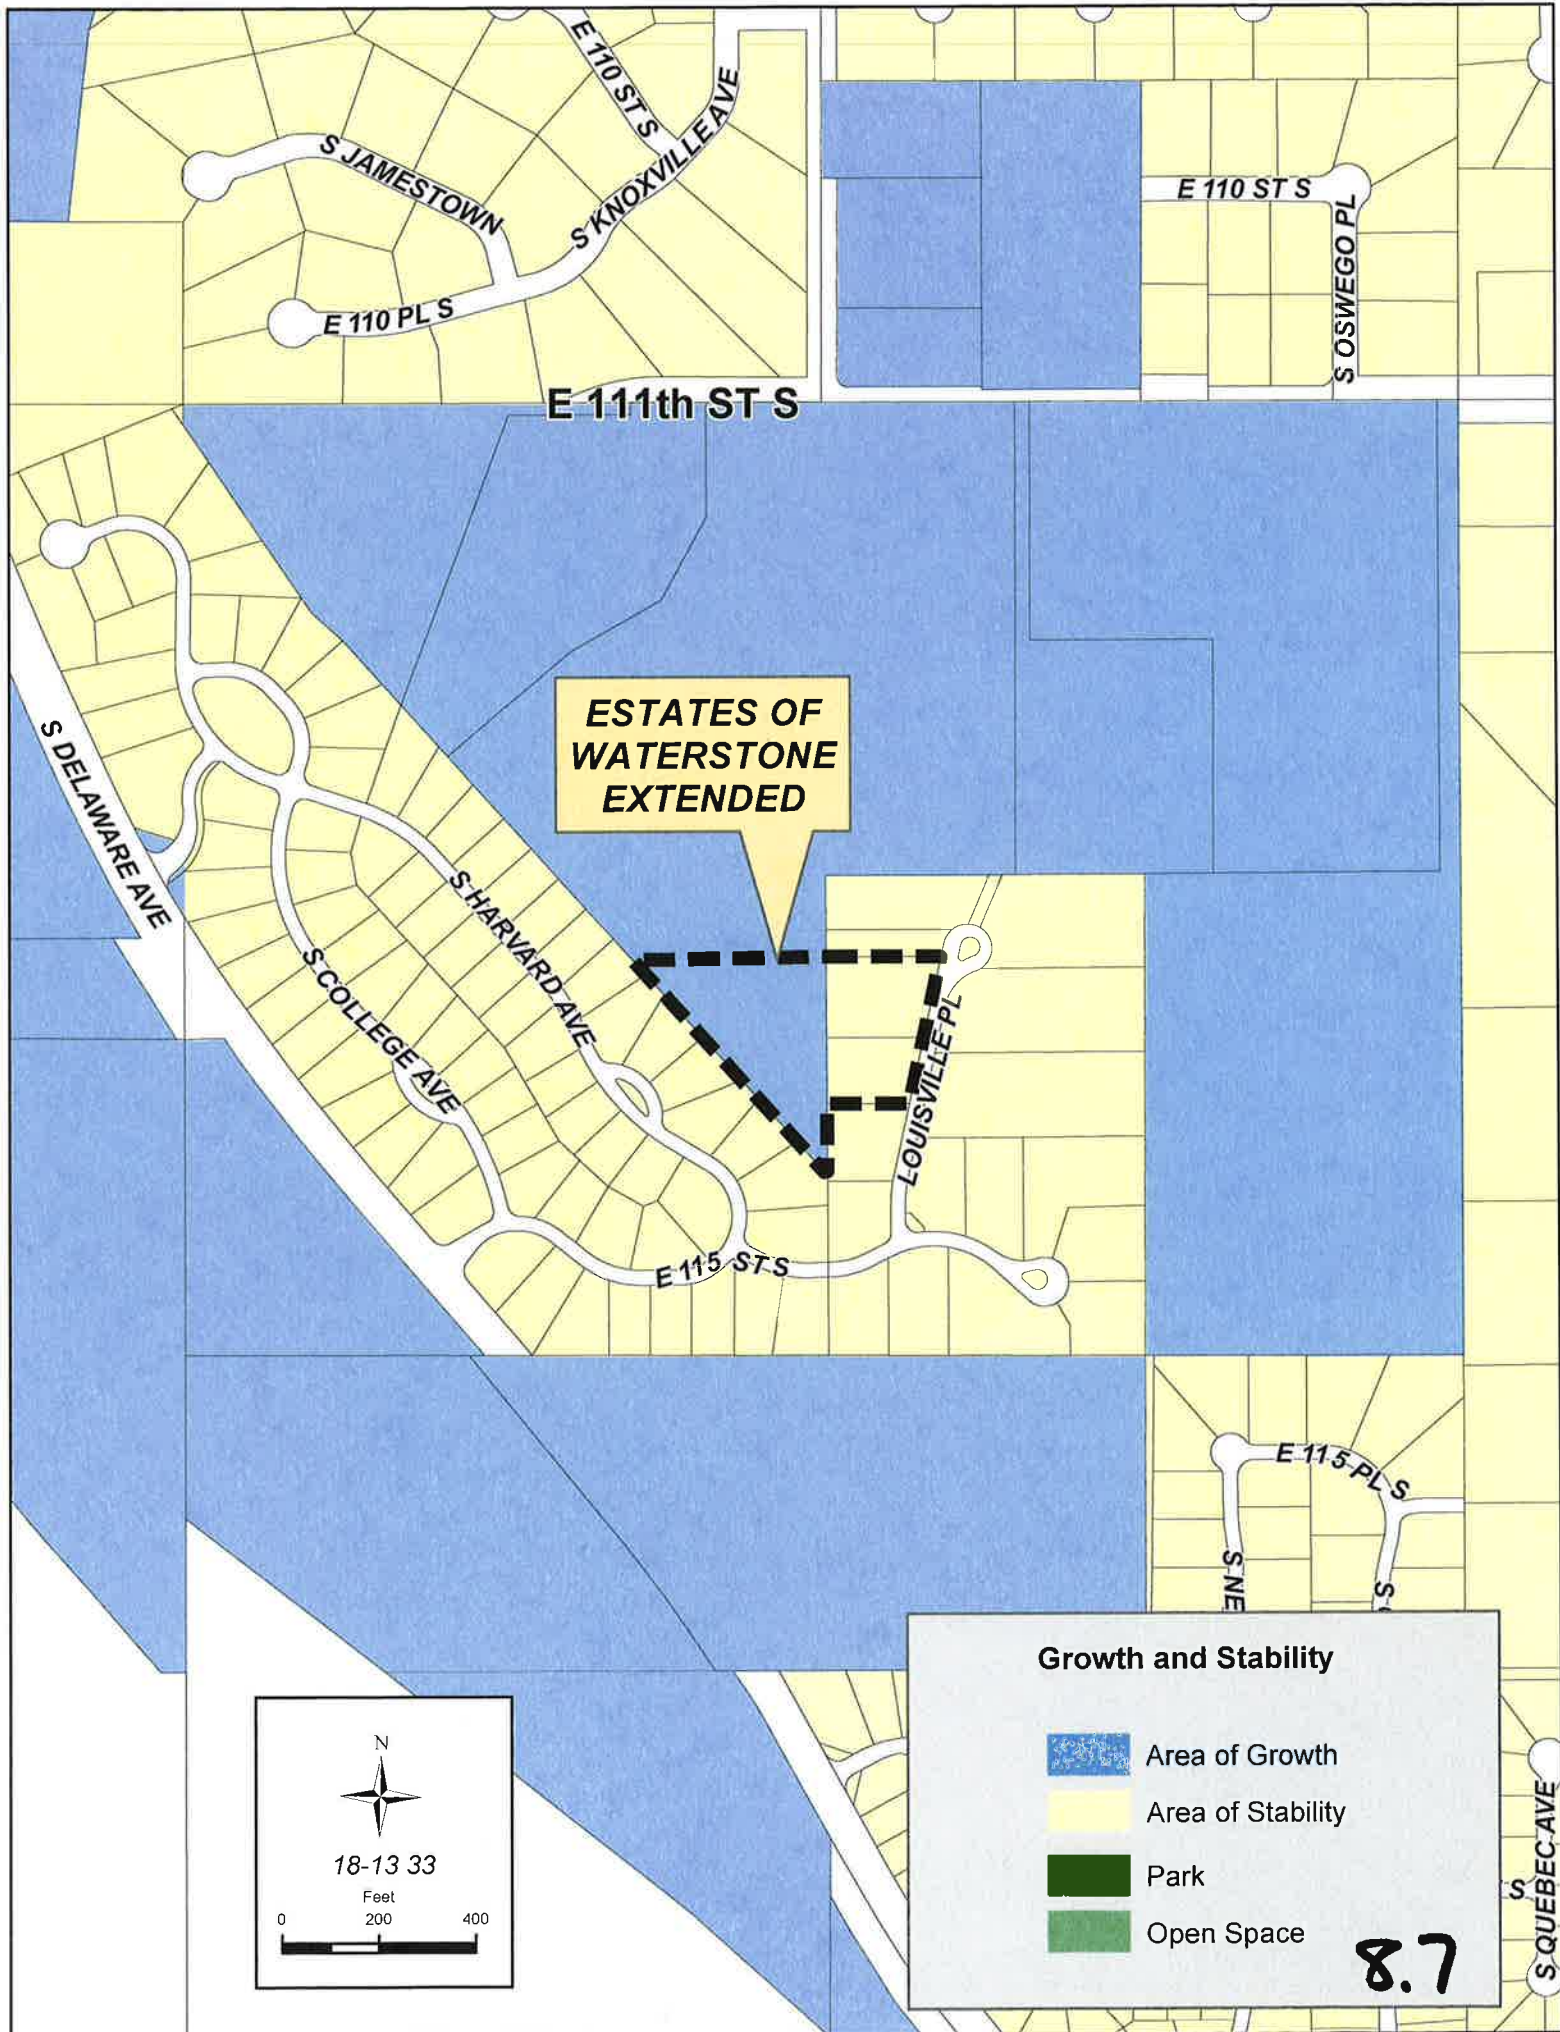 E 110 ST S
S KNOXVILLE AVE
S JAMESTOWN
E 110 PL S
E 110 ST S
S OSWEGO PL
E 111th ST S
ESTATES OF
WATERSTONE
EXTENDED
S DELAWARE AVE
S HARVARD AVE
S COLLEGE AVE
LOUISVILLE PL
E 115 ST S
E 115 PL S
S NE
S
Growth and Stability
Area of Growth
Area of Stability
Park
Open Space
8.7
N
18-13 33
Feet
0 200 400
S
S QUEBEC AVE